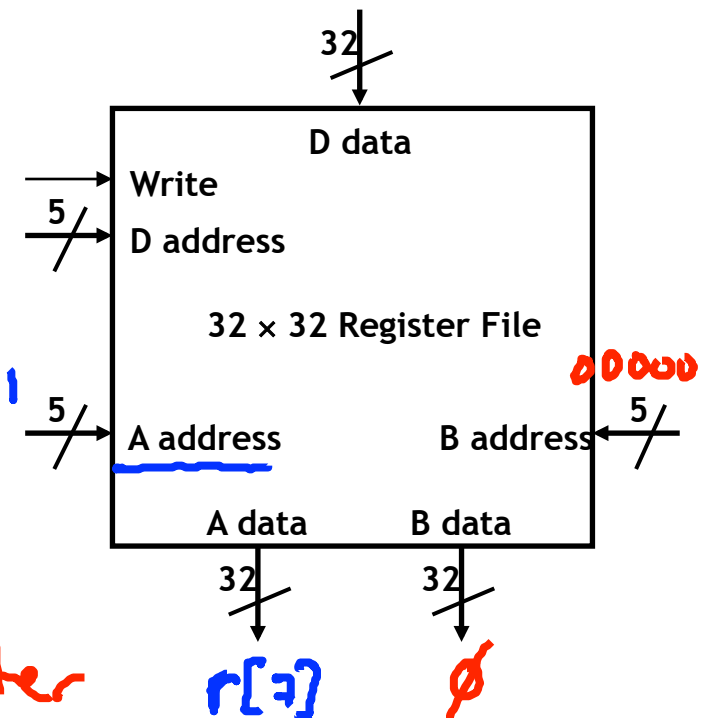 32
D data
Write
5
D address
32 × 32 Register File
00000
1
5
5
A address
B address
A data
B data
32
32
r[7]
φ